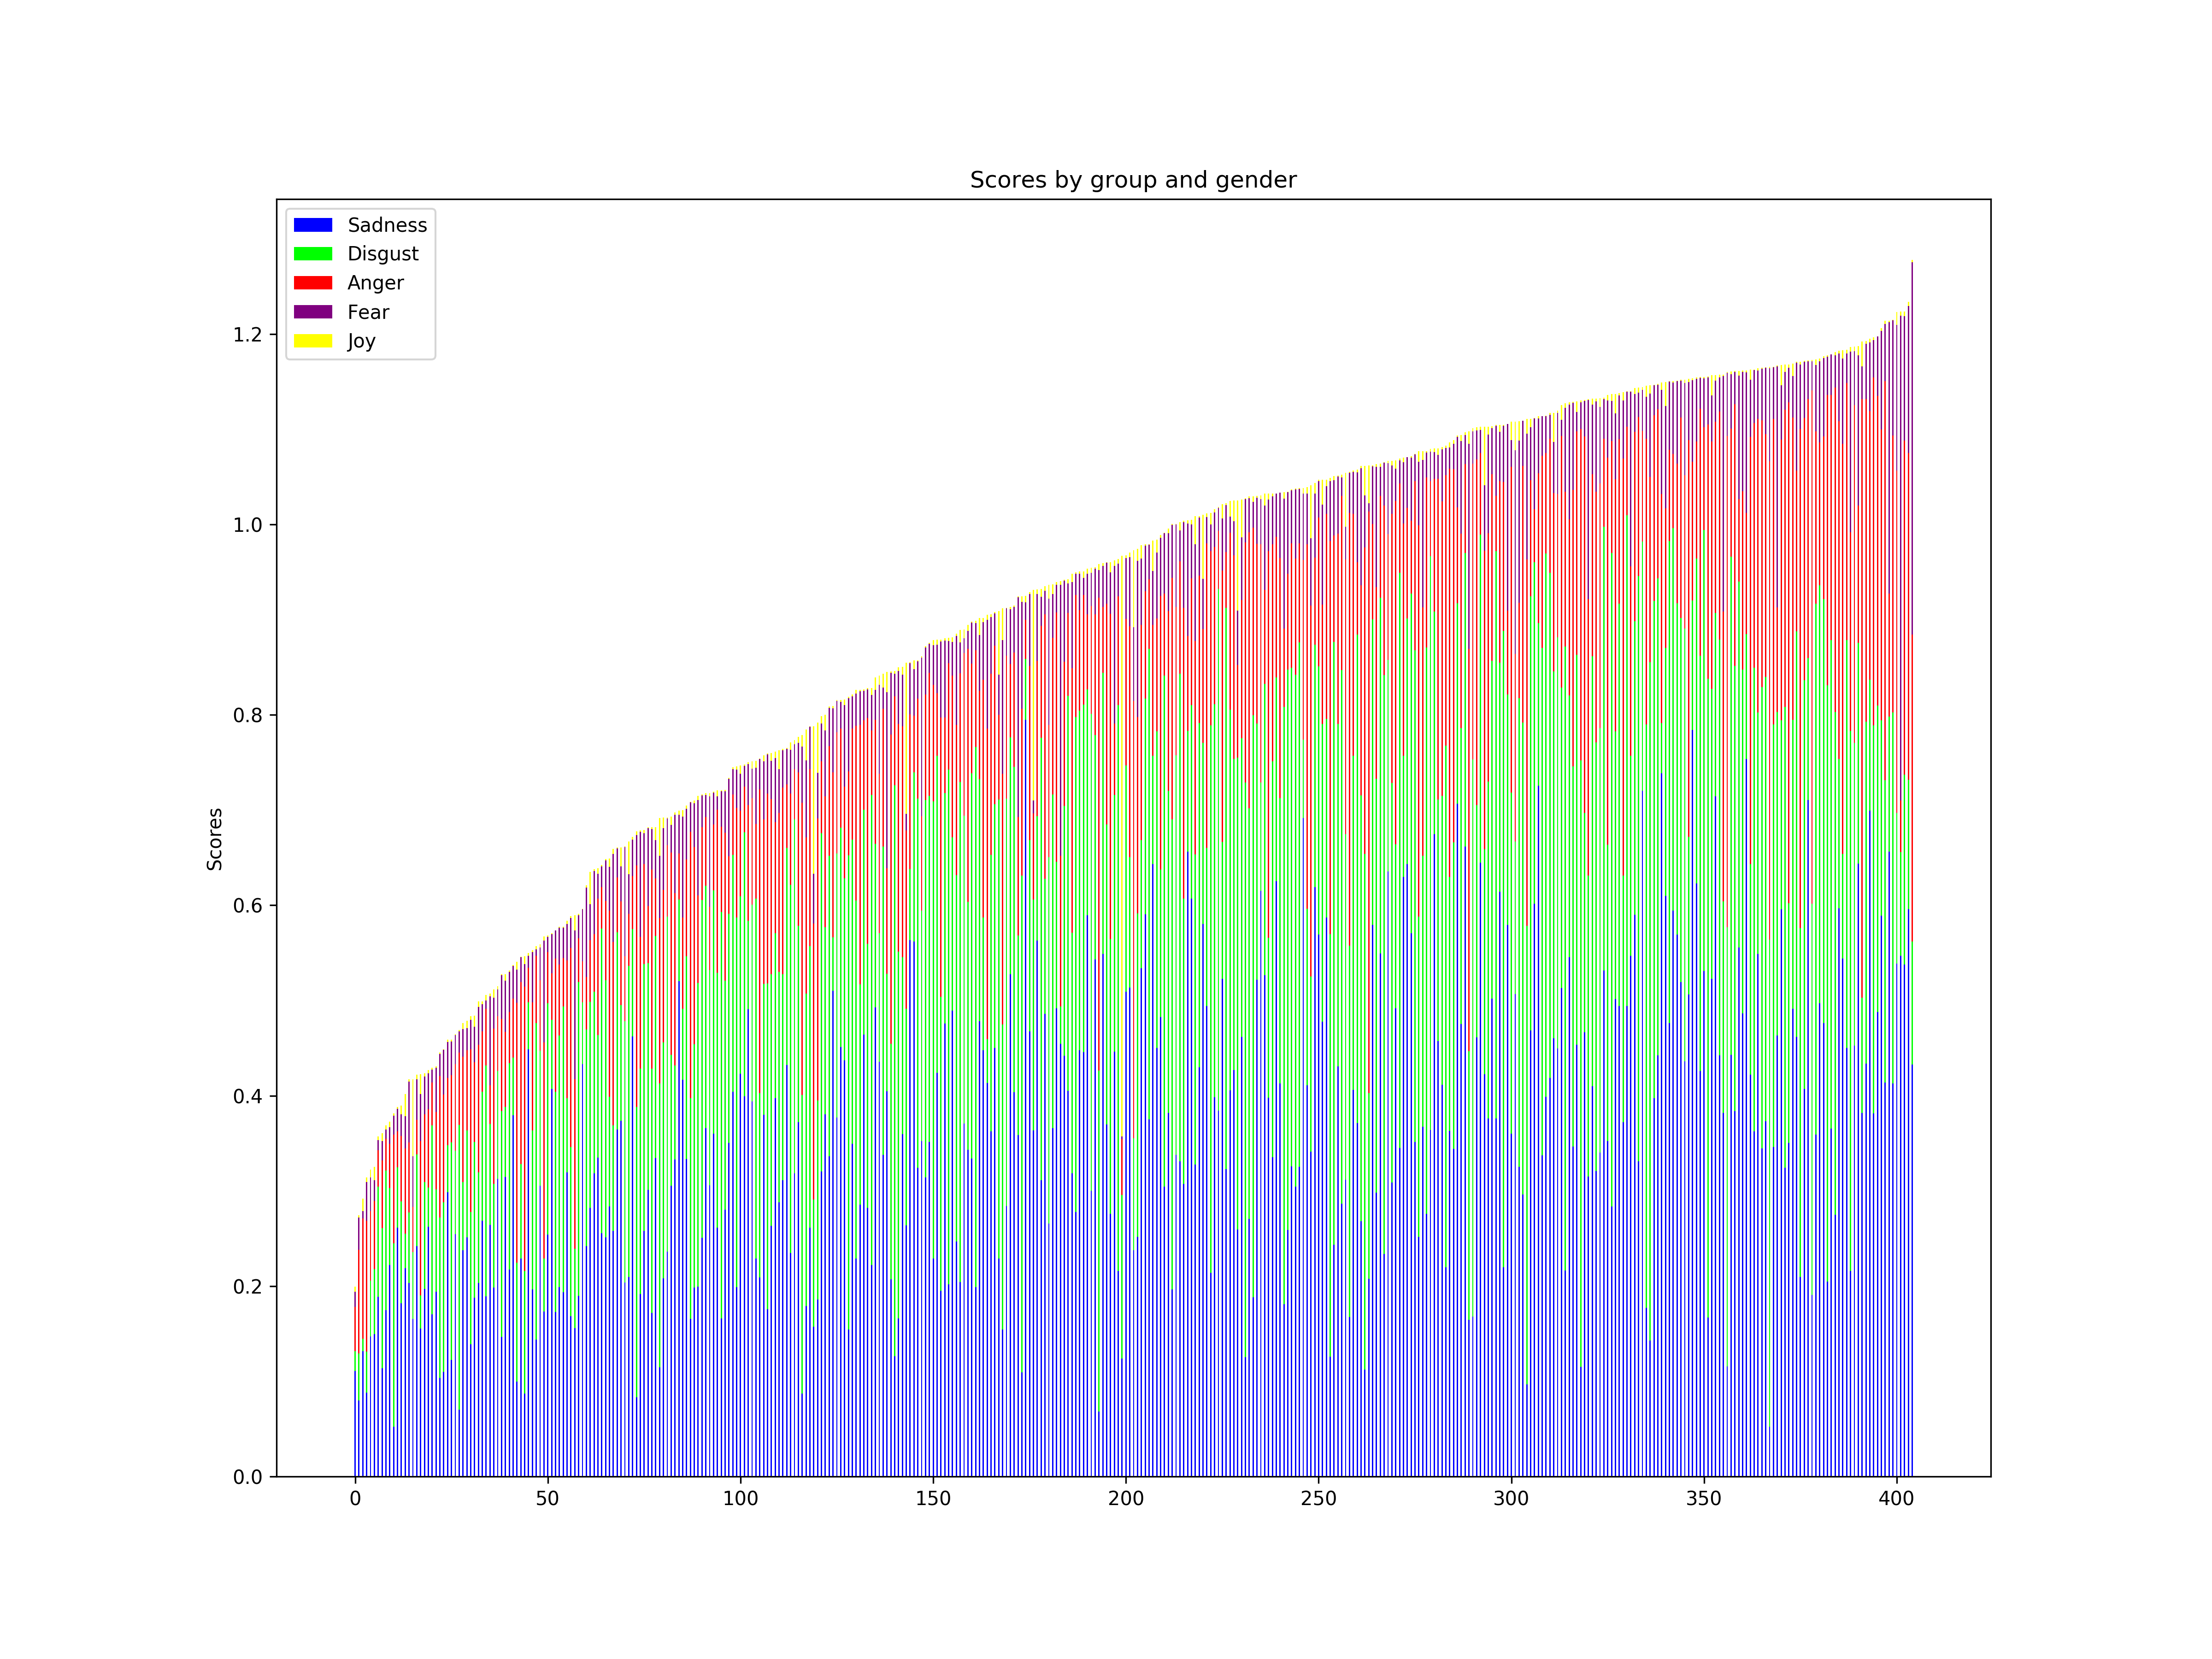 Scores by group and gender
Sadness
Disgust
Anger
Fear
Joy
1.2
1.0
0.8
0.6
0.4
0.2
0.0
Scores
0 50 100 150 200 250 300 350 400